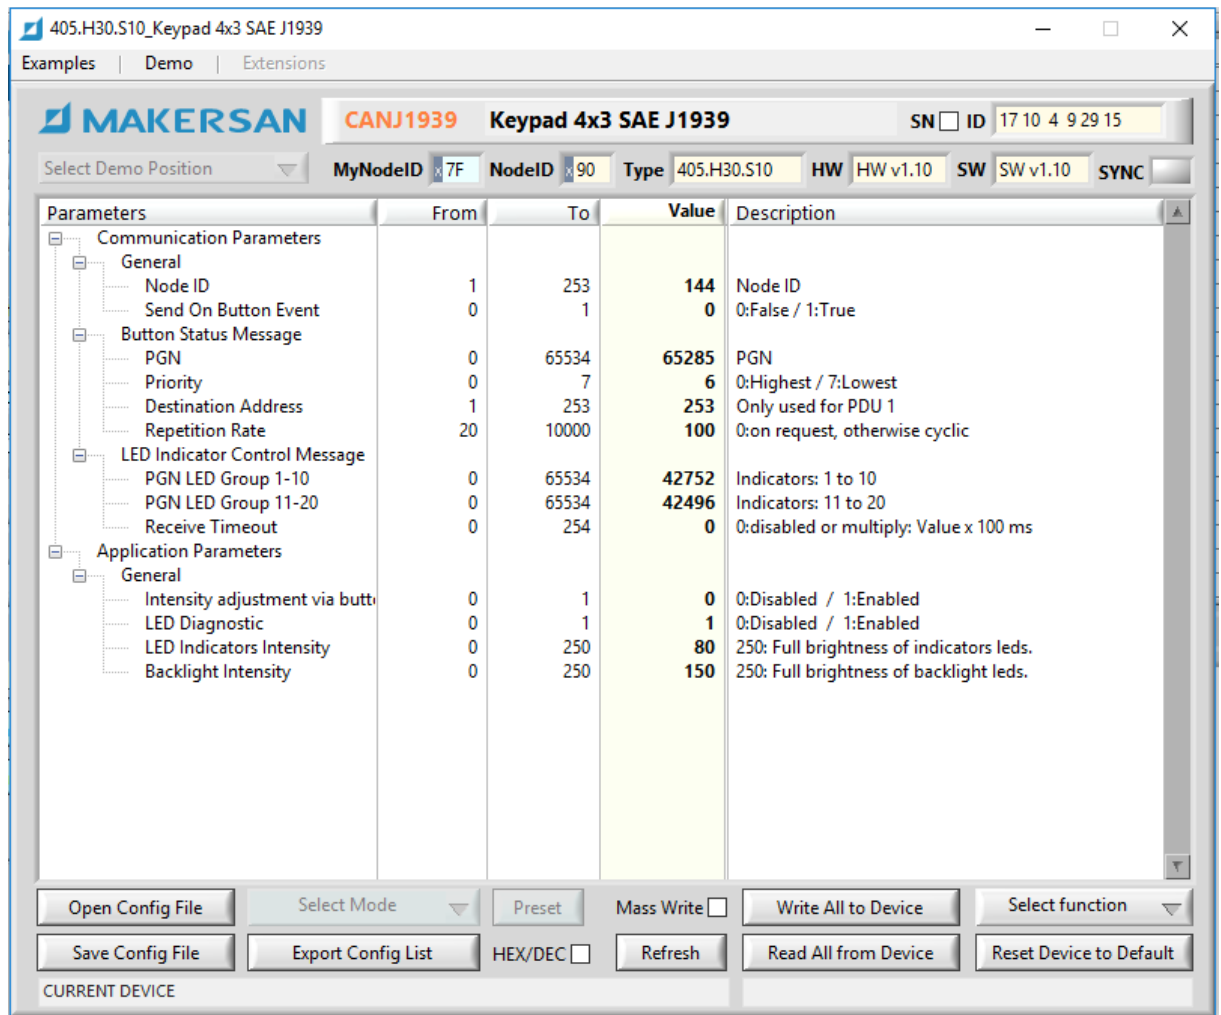 405.H30.S10_Keypad 4x3 SAE J1939
Examples | Demo | Extensions
MAKERSAN CANJ1939 Keypad 4x3 SAE J1939 SN ID 17 10 4 9 29 15
Select Demo Position MyNodeID x 7F NodeID x 90 Type 405.H30.S10 HW HW v1.10 SW SW v1.10 SYNC
Parameters From To Value Description
Communication Parameters
General
Node ID 1 253 144 Node ID
Send On Button Event 0 1 0 0:False / 1:True
Button Status Message
PGN 0 65534 65285 PGN
Priority 0 7 6 0:Highest / 7:Lowest
Destination Address 1 253 253 Only used for PDU 1
Repetition Rate 20 10000 100 0:on request, otherwise cyclic
LED Indicator Control Message
PGN LED Group 1-10 0 65534 42752 Indicators: 1 to 10
PGN LED Group 11-20 0 65534 42496 Indicators: 11 to 20
Receive Timeout 0 254 0 0:disabled or multiply: Value x 100 ms
Application Parameters
General
Intensity adjustment via butt 0 1 0 0:Disabled / 1:Enabled
LED Diagnostic 0 1 1 0:Disabled / 1:Enabled
LED Indicators Intensity 0 250 80 250: Full brightness of indicators leds.
Backlight Intensity 0 250 150 250: Full brightness of backlight leds.
Open Config File Select Mode Preset Mass Write Write All to Device Select function
Save Config File Export Config List HEX/DEC Refresh Read All from Device Reset Device to Default
CURRENT DEVICE